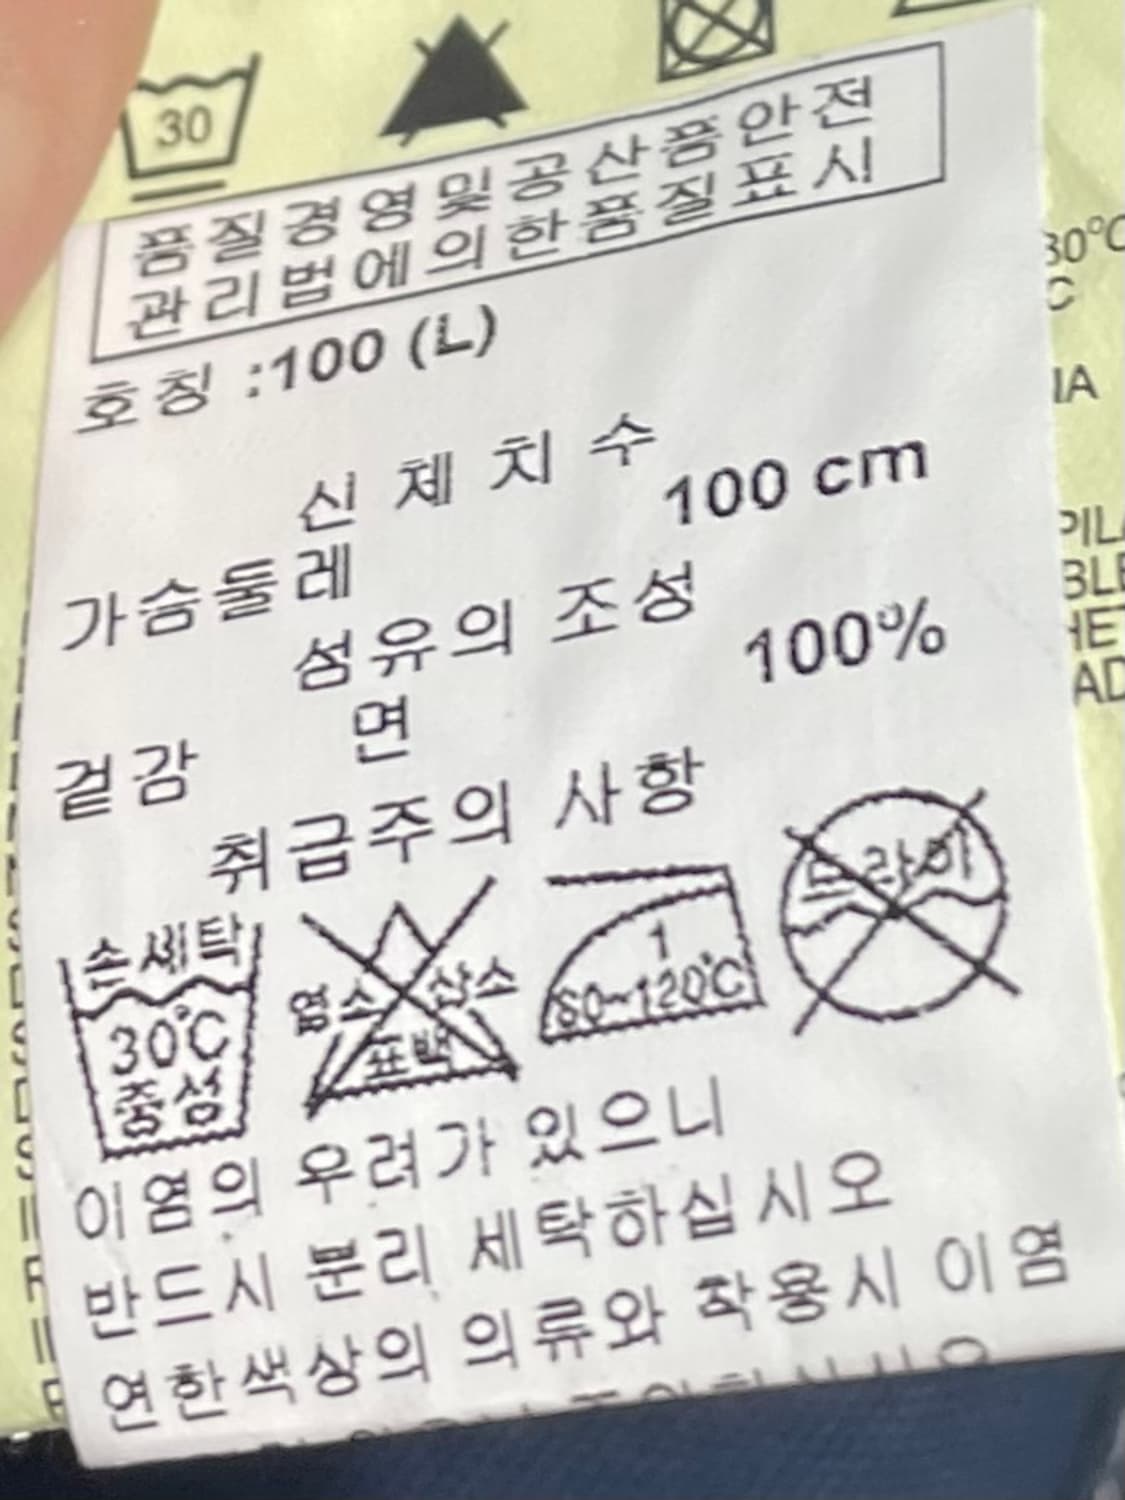 30
품질경영및공산품안전
관리법에의한품질표시
호칭 :100 (L)
신체치수
가슴둘레 100 cm
섬유의 조성
겉감 면 100%
취급주의 사항
손세탁
30℃
중성
염소 산소
표백
1
80~120℃
드라이
이염의 우려가 있으니
반드시 분리 세탁하십시오
연한색상의 의류와 착용시 이염
30°C
C
IA